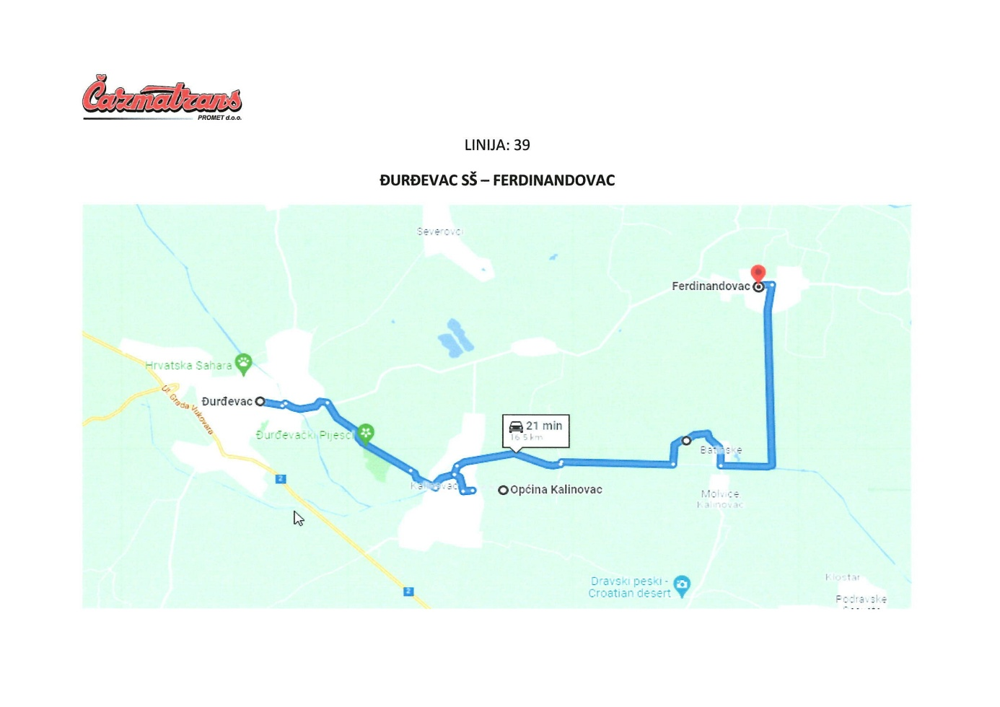 Čazmatrans
PROMET d.o.o.
LINIJA: 39
ĐURĐEVAC SŠ – FERDINANDOVAC
Severovci
Ferdinandovac
Hrvatska Sahara
Ul. Grada Vukovara
Đurđevac
Đurđevački Pijesci
21 min
16.5 km
Batinske
Kalinovac
Općina Kalinovac
2
Molvice
Kalinovac
2
Dravski peski -
Croatian desert
Klostar
Podravske